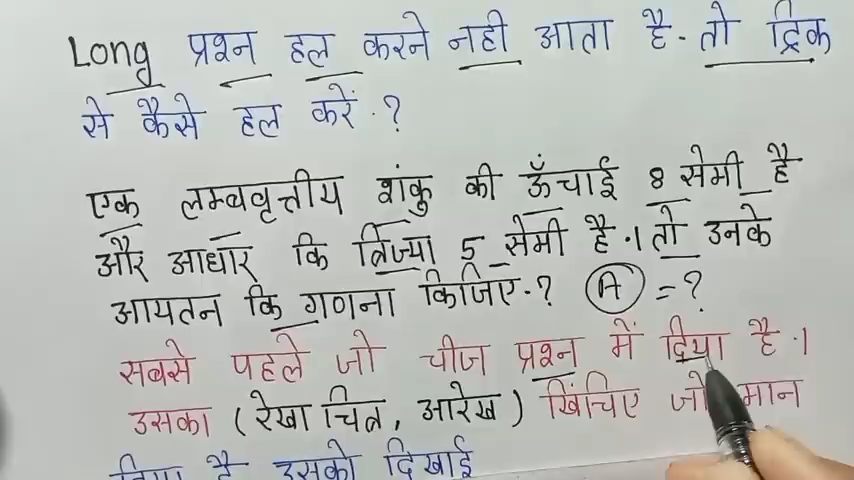 Long प्रश्न हल करने नही आता है. तो ट्रिक
से कैसे हल करें.?
एक लम्बवृत्तीय शंकु की ऊँचाई 8 सेमी है
और आधार कि त्रिज्या 5 सेमी है.। तो उनके
आयतन कि गणना किजिए.? (A) = ?
सबसे पहले जो चीज प्रश्न में दिया है.।
उसका (रेखा चित्र, आरेख) खिंचिए जो मान
दिया है उसको दिखाई